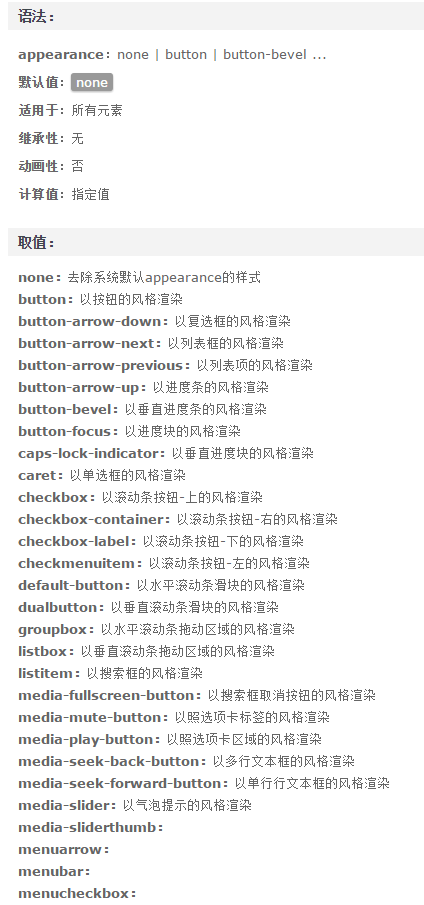 语法：
appearance：none | button | button-bevel ...
默认值：none
适用于：所有元素
继承性：无
动画性：否
计算值：指定值
取值：
none：去除系统默认appearance的样式
button：以按钮的风格渲染
button-arrow-down：以复选框的风格渲染
button-arrow-next：以列表框的风格渲染
button-arrow-previous：以列表项的风格渲染
button-arrow-up：以进度条的风格渲染
button-bevel：以垂直进度条的风格渲染
button-focus：以进度块的风格渲染
caps-lock-indicator：以垂直进度块的风格渲染
caret：以单选框的风格渲染
checkbox：以滚动条按钮-上的风格渲染
checkbox-container：以滚动条按钮-右的风格渲染
checkbox-label：以滚动条按钮-下的风格渲染
checkmenuitem：以滚动条按钮-左的风格渲染
default-button：以水平滚动条滑块的风格渲染
dualbutton：以垂直滚动条滑块的风格渲染
groupbox：以水平滚动条拖动区域的风格渲染
listbox：以垂直滚动条拖动区域的风格渲染
listitem：以搜索框的风格渲染
media-fullscreen-button：以搜索框取消按钮的风格渲染
media-mute-button：以照选项卡标签的风格渲染
media-play-button：以照选项卡区域的风格渲染
media-seek-back-button：以多行文本框的风格渲染
media-seek-forward-button：以单行行文本框的风格渲染
media-slider：以气泡提示的风格渲染
media-sliderthumb：
menuarrow：
menubar：
menucheckbox：